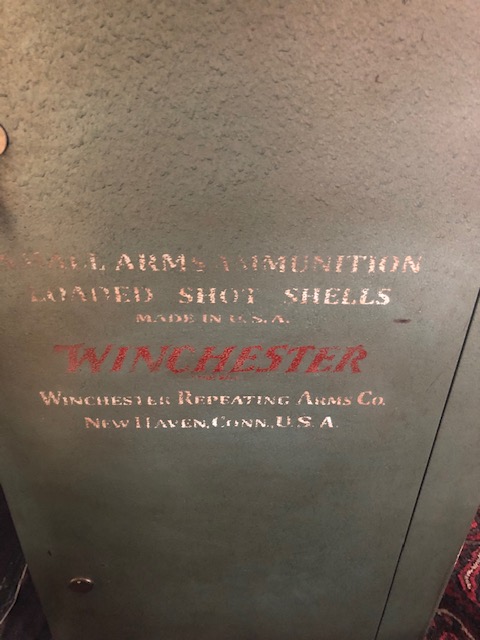 SMALL ARMS AMMUNITION
LOADED SHOT SHELLS
MADE IN U.S.A.
WINCHESTER
WINCHESTER REPEATING ARMS CO.
NEW HAVEN, CONN., U.S.A.